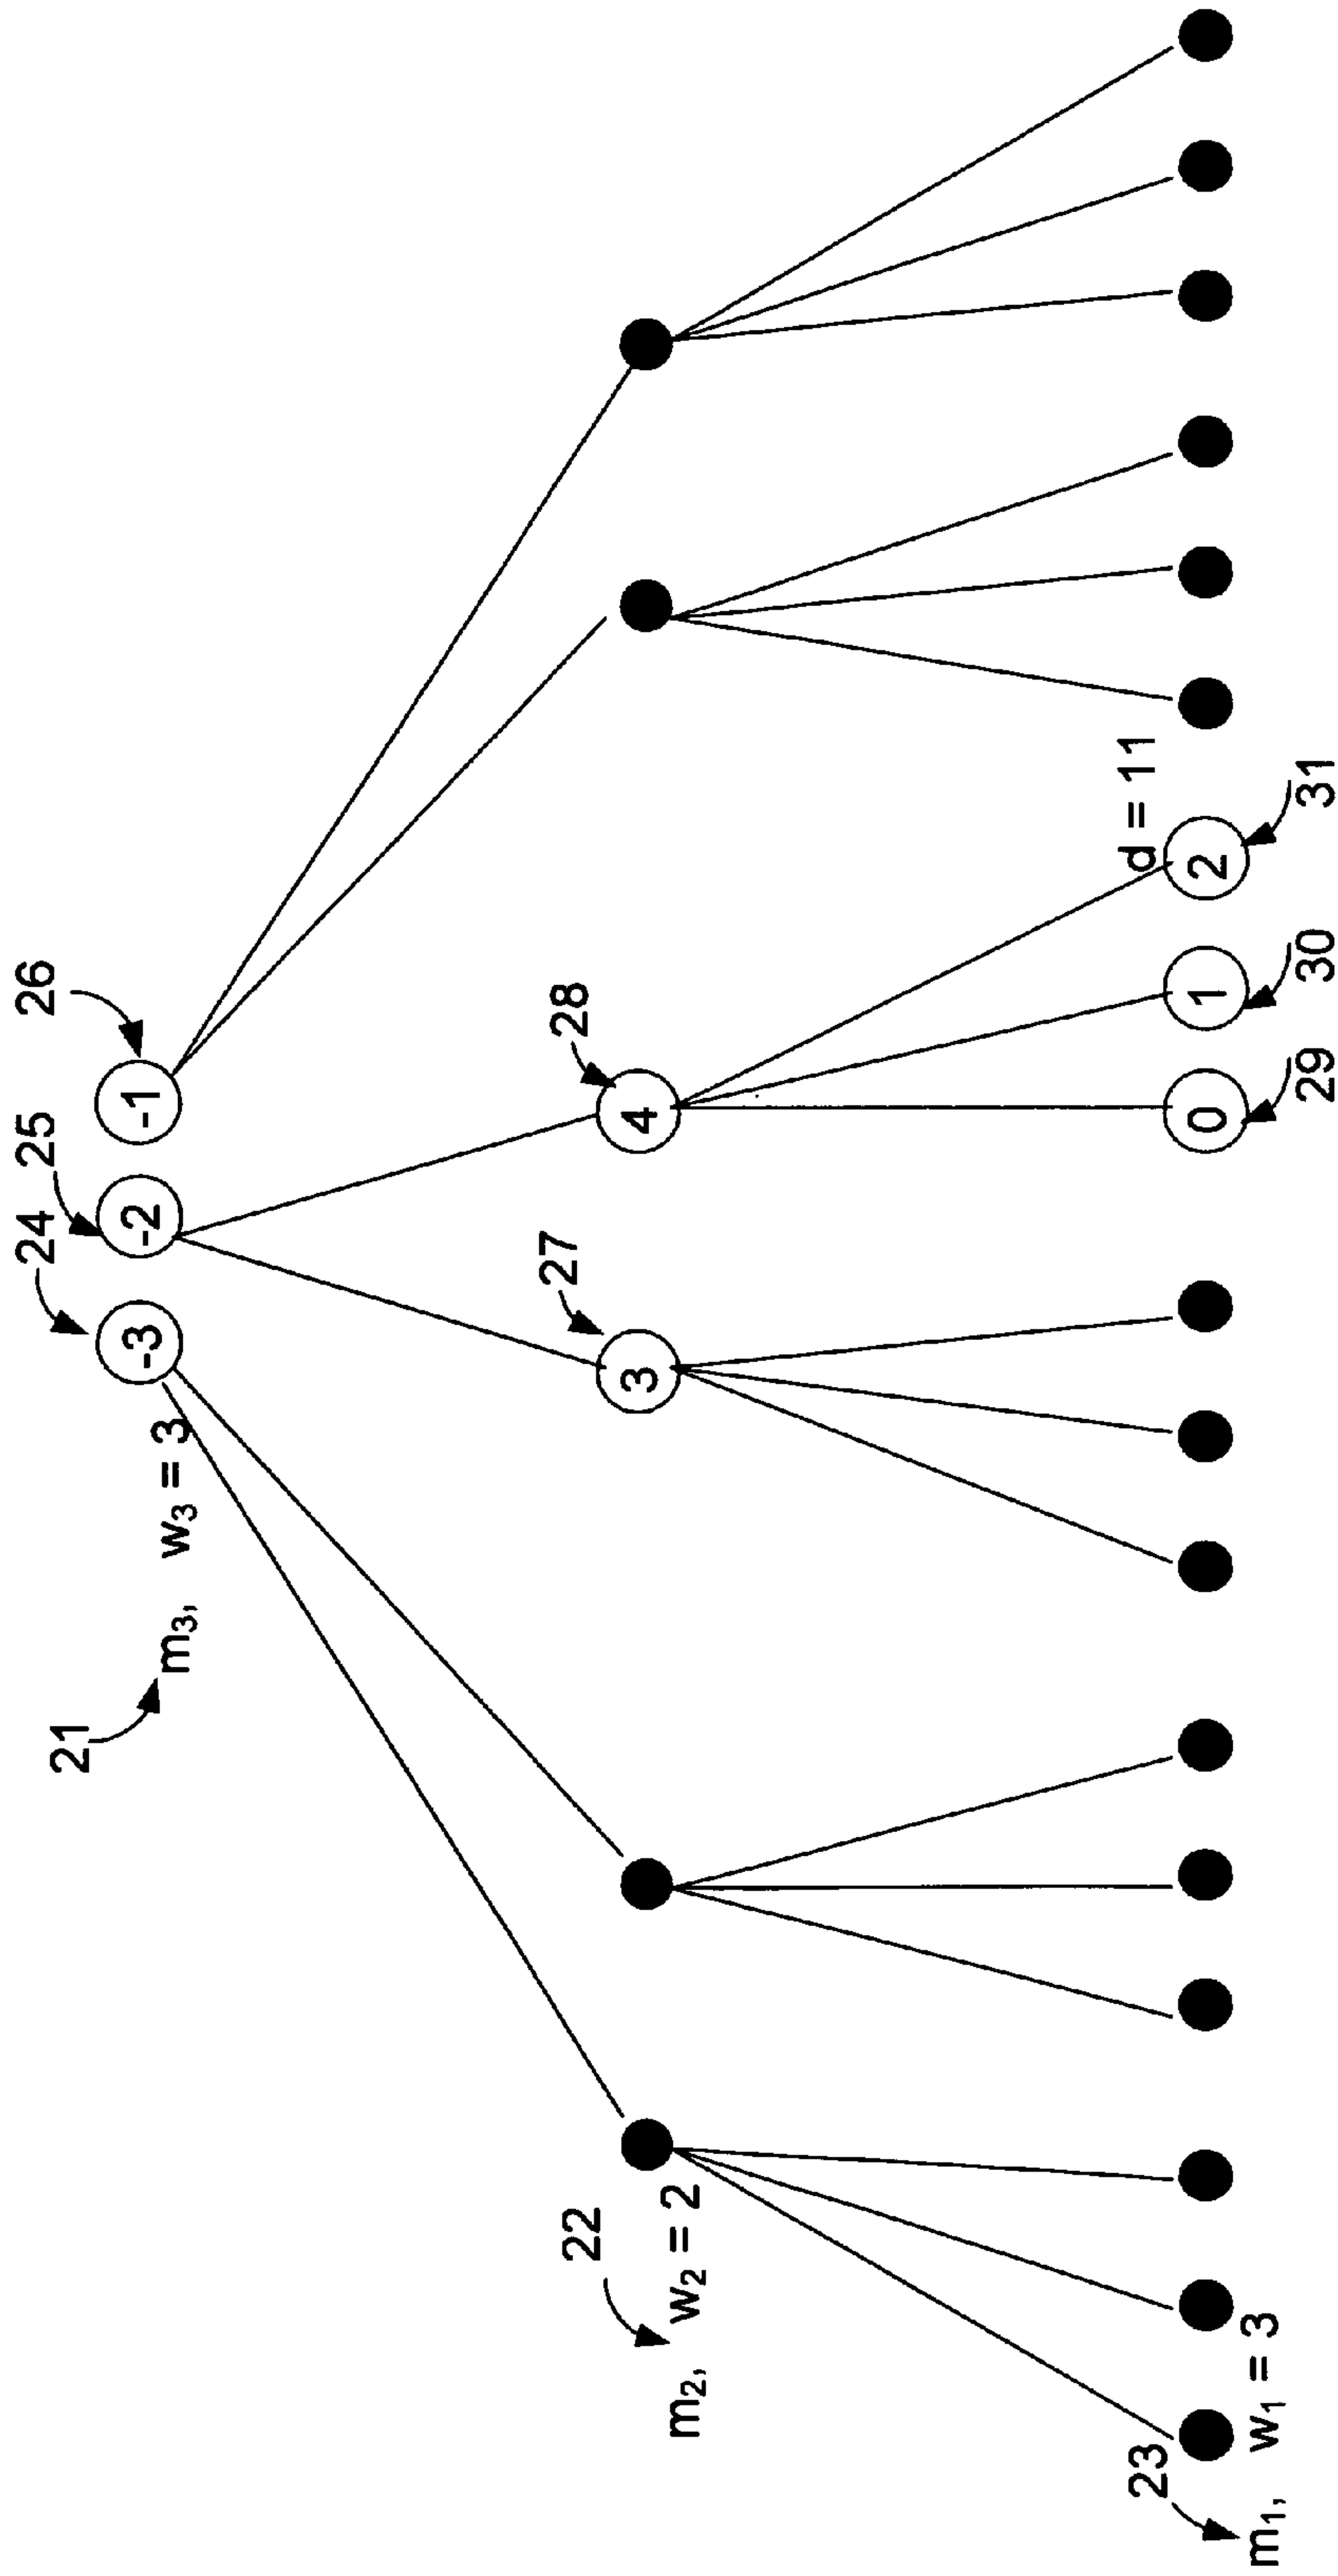 24 25 26
21
-3 -2 -1
m₃, w₃ = 3
22 27 28
3 4
m₂, w₂ = 2
23 d = 11
0 1 2
m₁, w₁ = 3
29 30 31